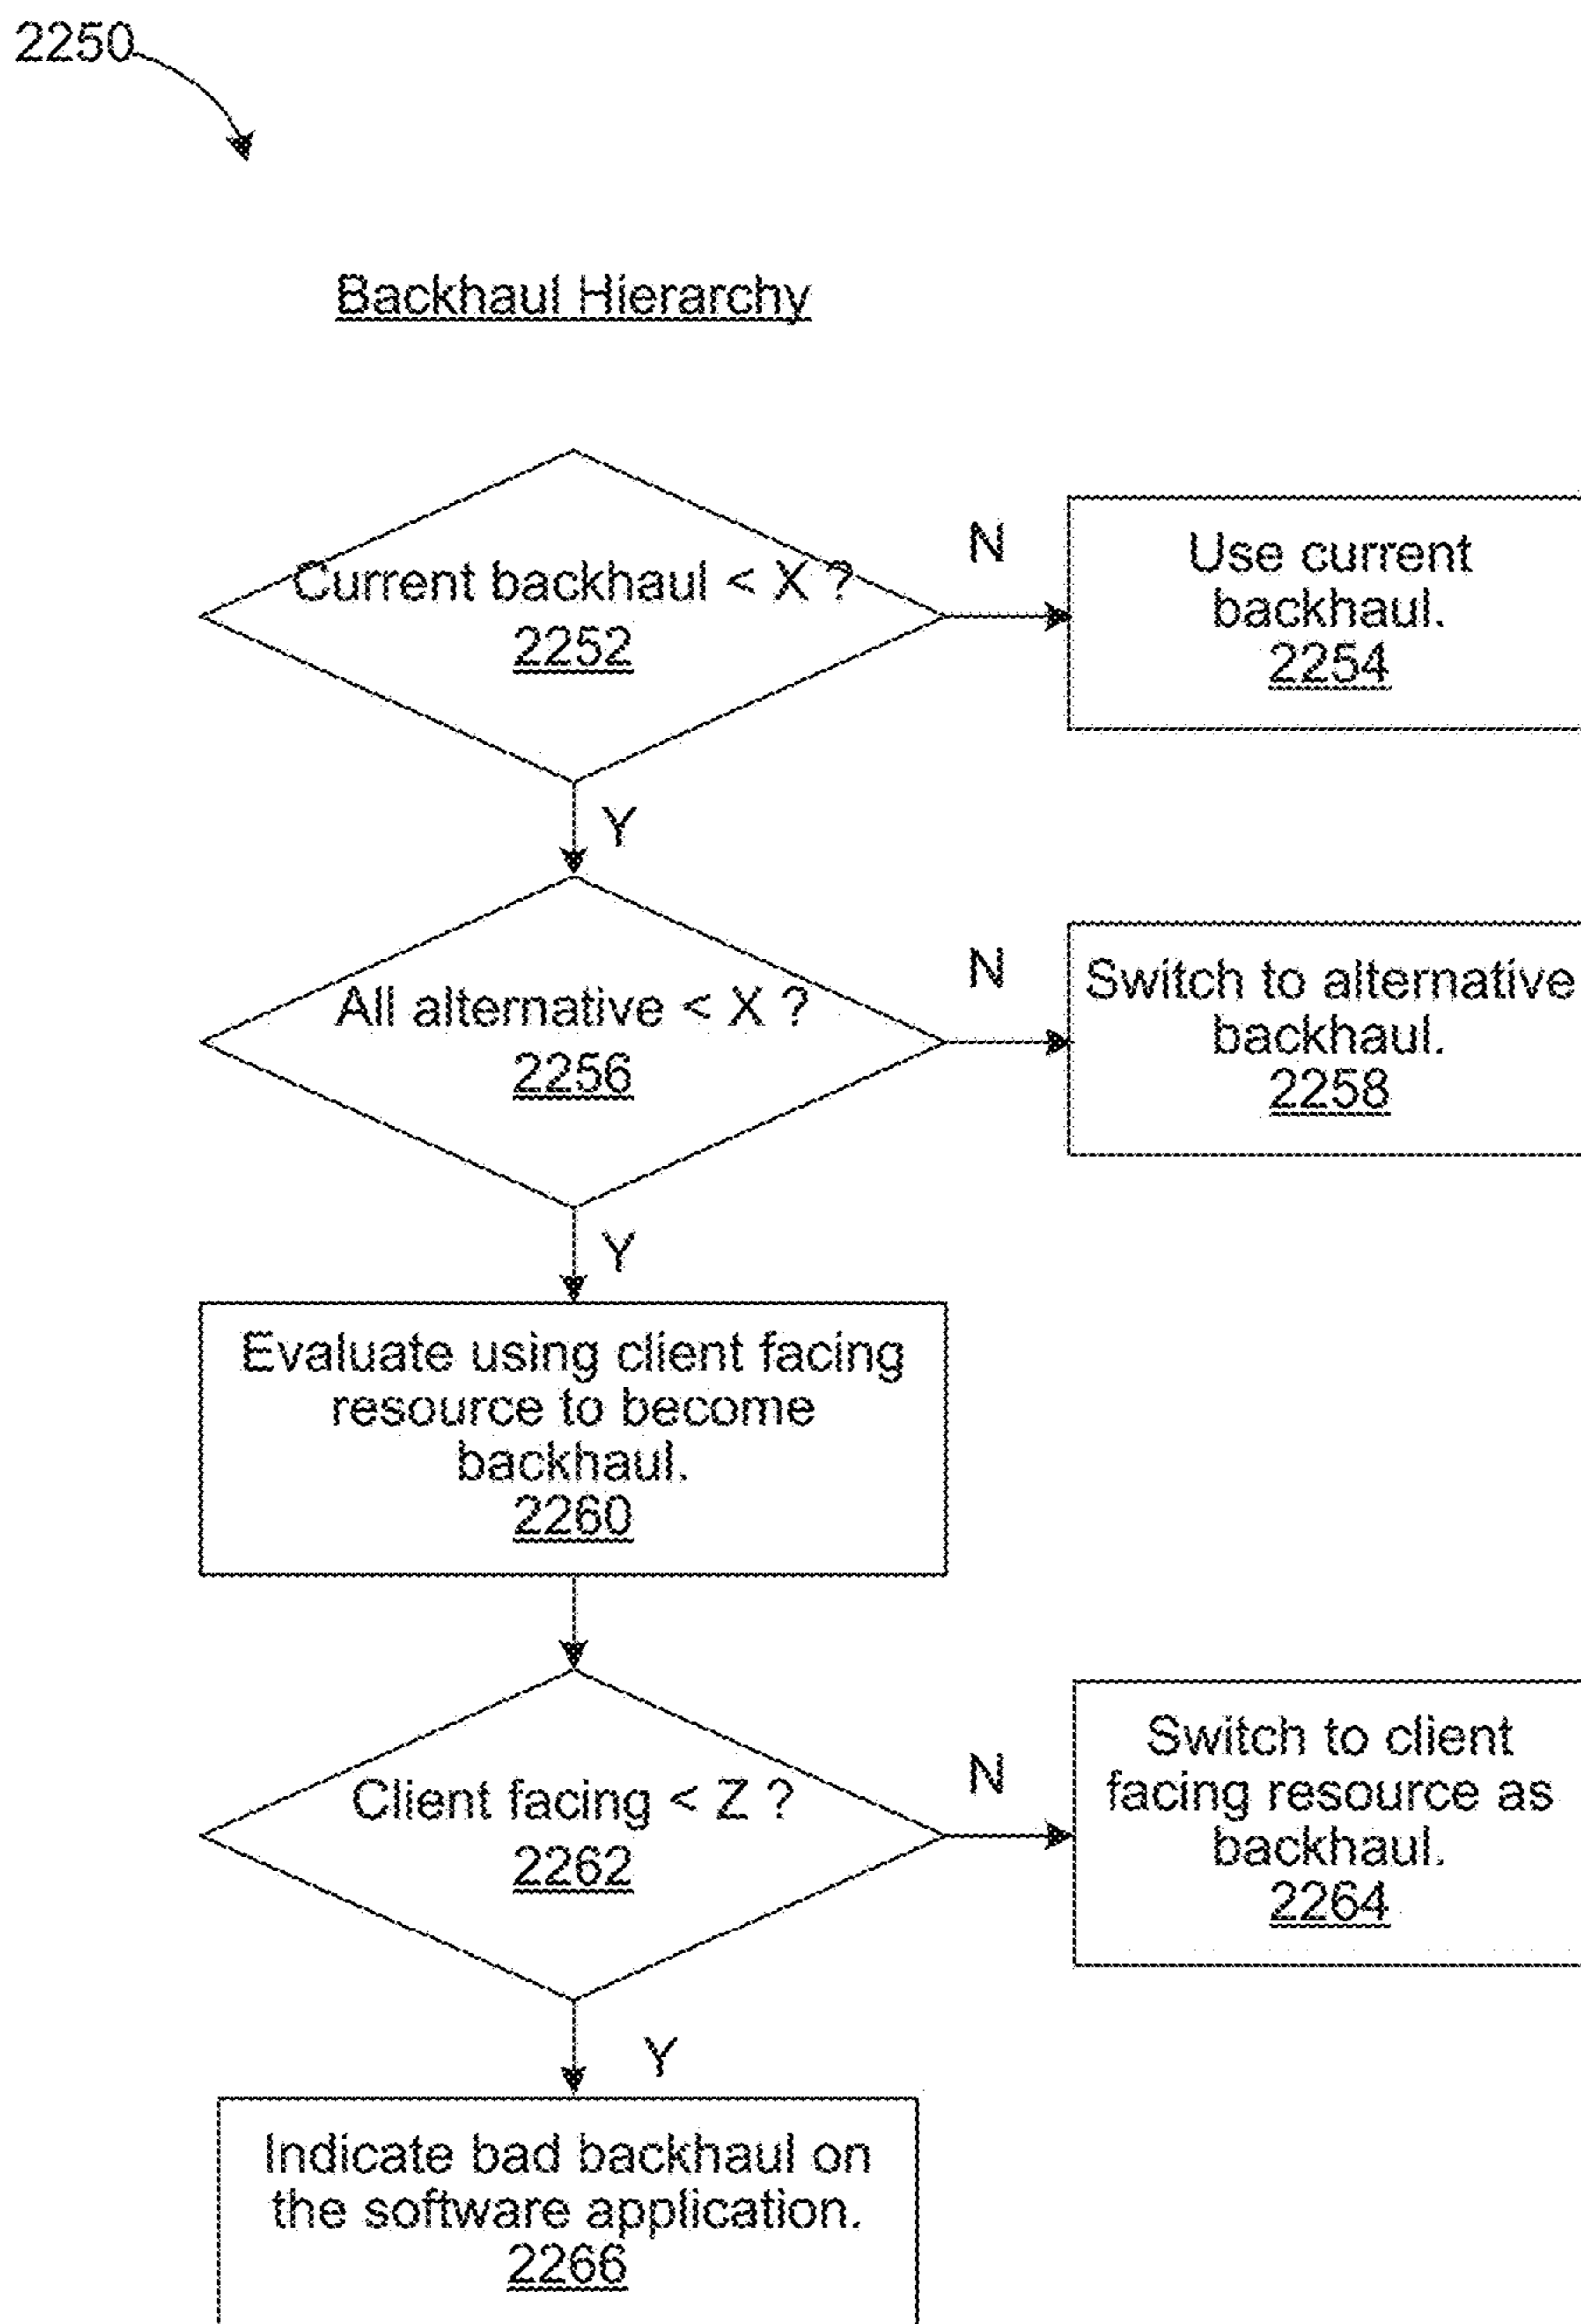 2250
Backhaul Hierarchy
Current backhaul < X ?
2252
N
Use current
backhaul.
2254
Y
All alternative < X ?
2256
N
Switch to alternative
backhaul.
2258
Y
Evaluate using client facing
resource to become
backhaul.
2260
Client facing < Z ?
2262
N
Switch to client
facing resource as
backhaul.
2264
Y
Indicate bad backhaul on
the software application.
2266